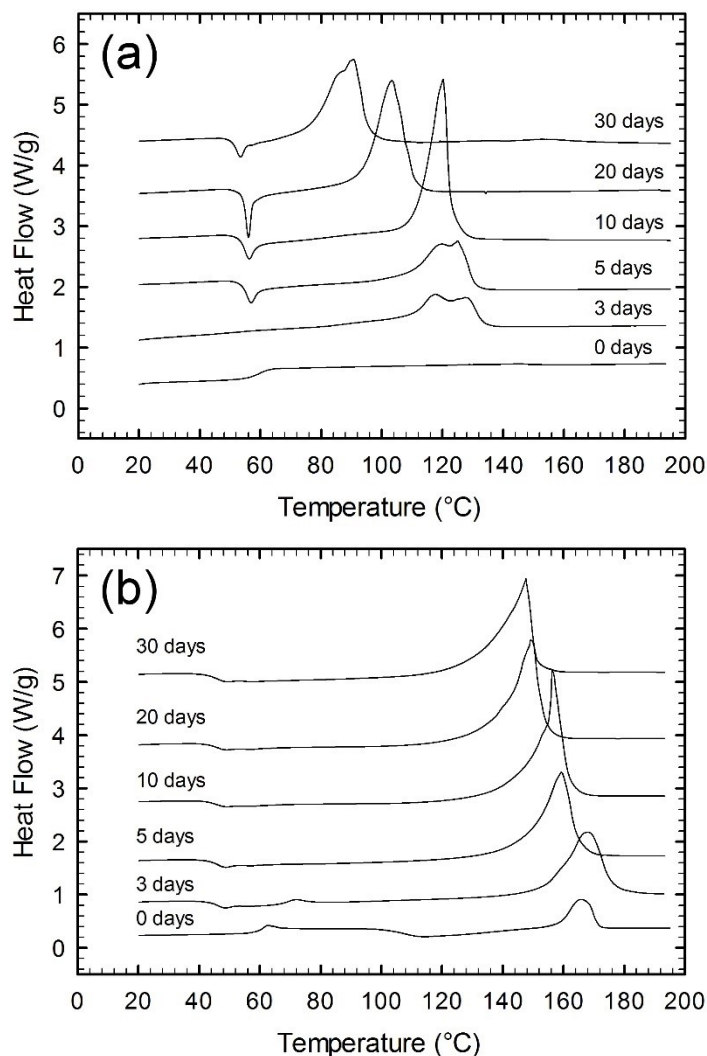 (a)
6
5
4
3
2
1
0
Heat Flow (W/g)
30 days
20 days
10 days
5 days
3 days
0 days
0 20 40 60 80 100 120 140 160 180 200
Temperature (°C)
(b)
7
6
5
4
3
2
1
0
Heat Flow (W/g)
30 days
20 days
10 days
5 days
3 days
0 days
0 20 40 60 80 100 120 140 160 180 200
Temperature (°C)